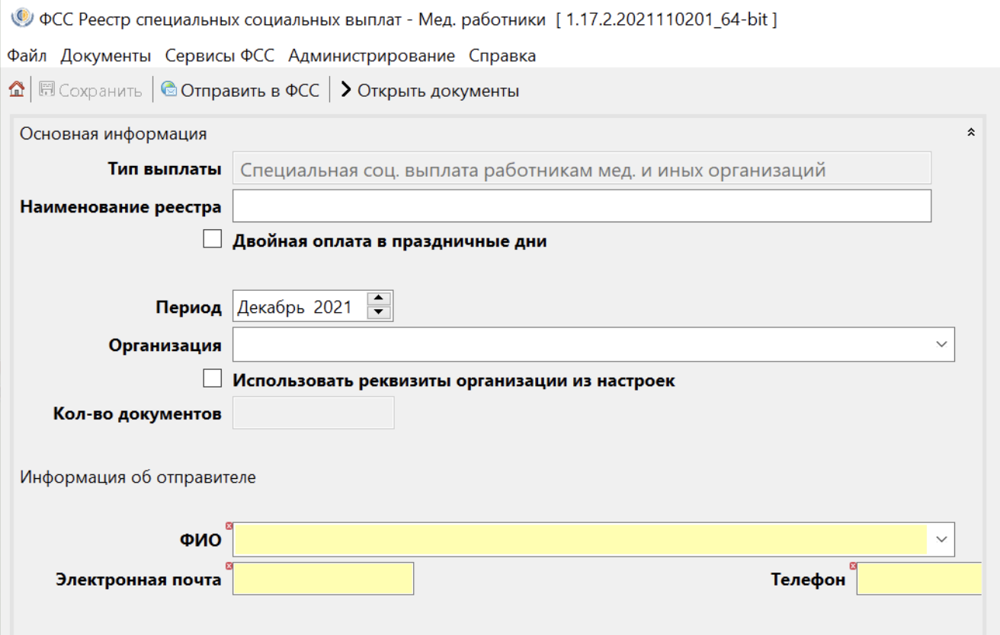 ФСС Реестр специальных социальных выплат - Мед. работники [ 1.17.2.2021110201_64-bit ]
Файл Документы Сервисы ФСС Администрирование Справка
Сохранить Отправить в ФСС Открыть документы
Основная информация
Тип выплаты Специальная соц. выплата работникам мед. и иных организаций
Наименование реестра
Двойная оплата в праздничные дни
Период Декабрь 2021
Организация
Использовать реквизиты организации из настроек
Кол-во документов
Информация об отправителе
ФИО
Электронная почта Телефон